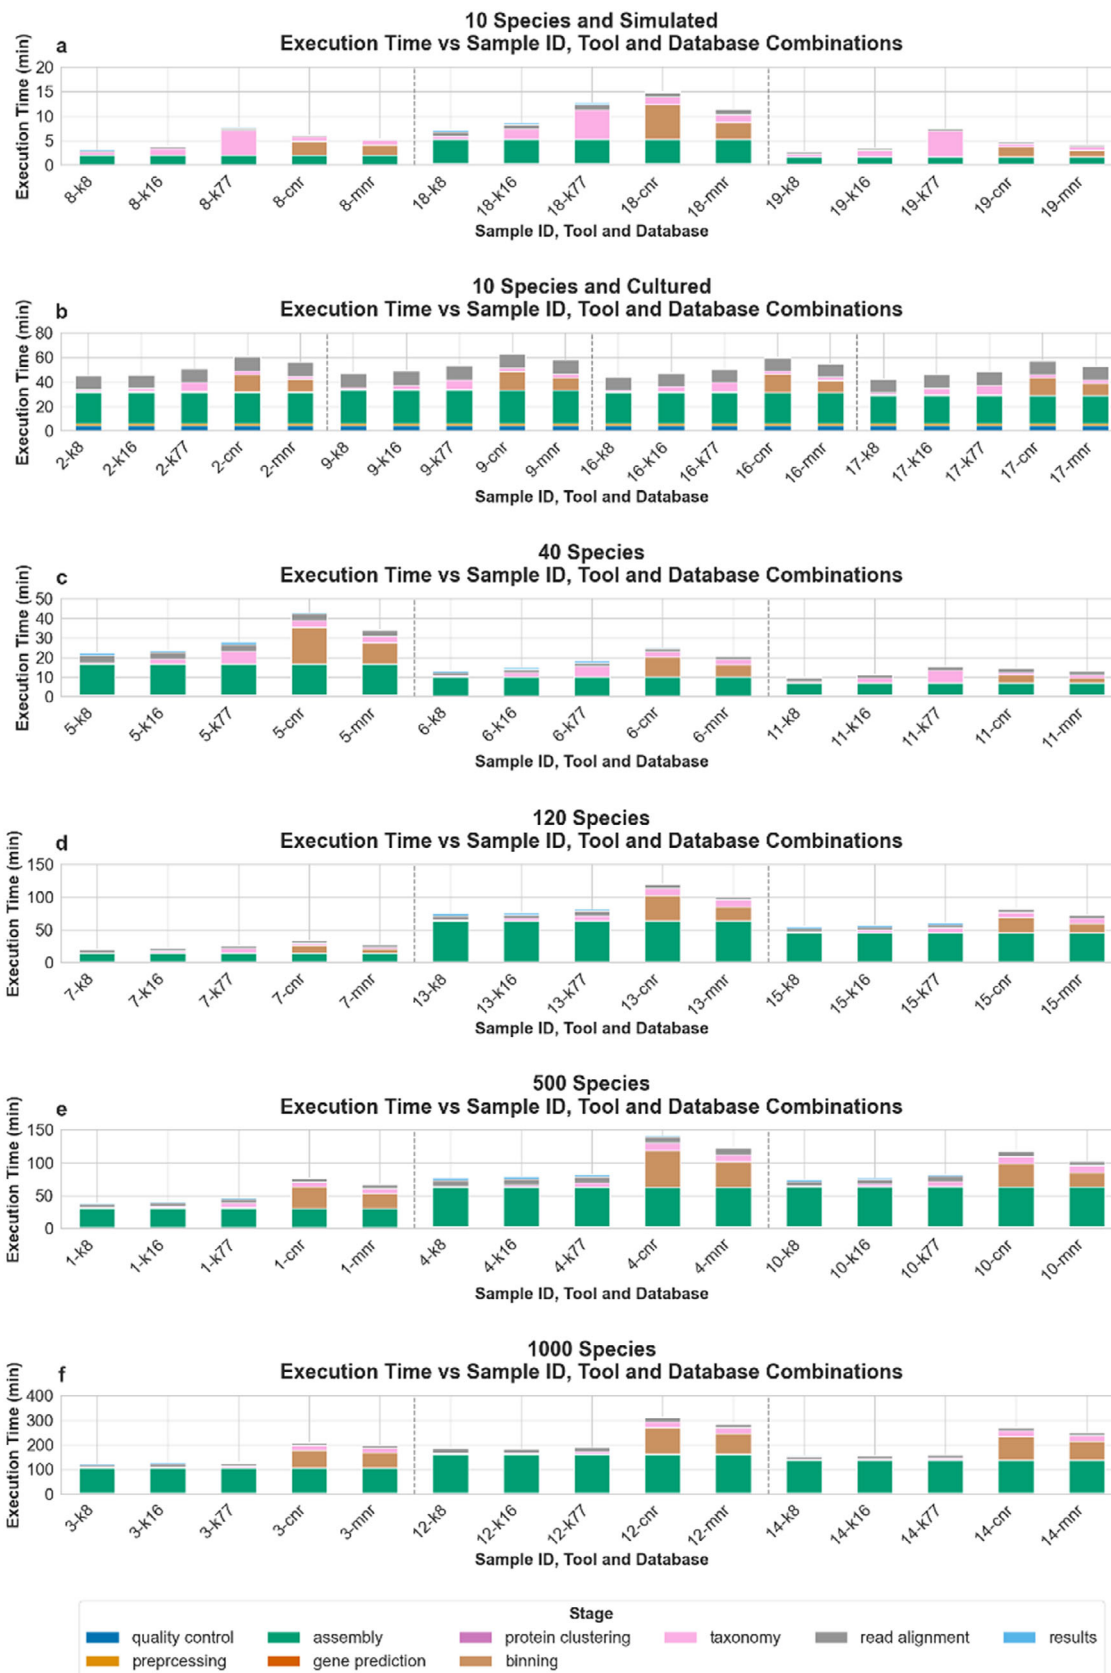 10 Species and Simulated
a
Execution Time vs Sample ID, Tool and Database Combinations
Execution Time (min)
20
15
10
5
0
8-k8 8-k16 8-k77 8-cnr 8-mnr 18-k8 18-k16 18-k77 18-cnr 18-mnr 19-k8 19-k16 19-k77 19-cnr 19-mnr
Sample ID, Tool and Database
10 Species and Cultured
b
Execution Time vs Sample ID, Tool and Database Combinations
Execution Time (min)
80
60
40
20
0
2-k8 2-k16 2-k77 2-cnr 2-mnr 9-k8 9-k16 9-k77 9-cnr 9-mnr 16-k8 16-k16 16-k77 16-cnr 16-mnr 17-k8 17-k16 17-k77 17-cnr 17-mnr
Sample ID, Tool and Database
40 Species
c
Execution Time vs Sample ID, Tool and Database Combinations
Execution Time (min)
50
40
30
20
10
0
5-k8 5-k16 5-k77 5-cnr 5-mnr 6-k8 6-k16 6-k77 6-cnr 6-mnr 11-k8 11-k16 11-k77 11-cnr 11-mnr
Sample ID, Tool and Database
120 Species
d
Execution Time vs Sample ID, Tool and Database Combinations
Execution Time (min)
150
100
50
0
7-k8 7-k16 7-k77 7-cnr 7-mnr 13-k8 13-k16 13-k77 13-cnr 13-mnr 15-k8 15-k16 15-k77 15-cnr 15-mnr
Sample ID, Tool and Database
500 Species
e
Execution Time vs Sample ID, Tool and Database Combinations
Execution Time (min)
150
100
50
0
1-k8 1-k16 1-k77 1-cnr 1-mnr 4-k8 4-k16 4-k77 4-cnr 4-mnr 10-k8 10-k16 10-k77 10-cnr 10-mnr
Sample ID, Tool and Database
1000 Species
f
Execution Time vs Sample ID, Tool and Database Combinations
Execution Time (min)
400
300
200
100
0
3-k8 3-k16 3-k77 3-cnr 3-mnr 12-k8 12-k16 12-k77 12-cnr 12-mnr 14-k8 14-k16 14-k77 14-cnr 14-mnr
Sample ID, Tool and Database
Stage
quality control assembly protein clustering taxonomy read alignment results
preprcessing gene prediction binning